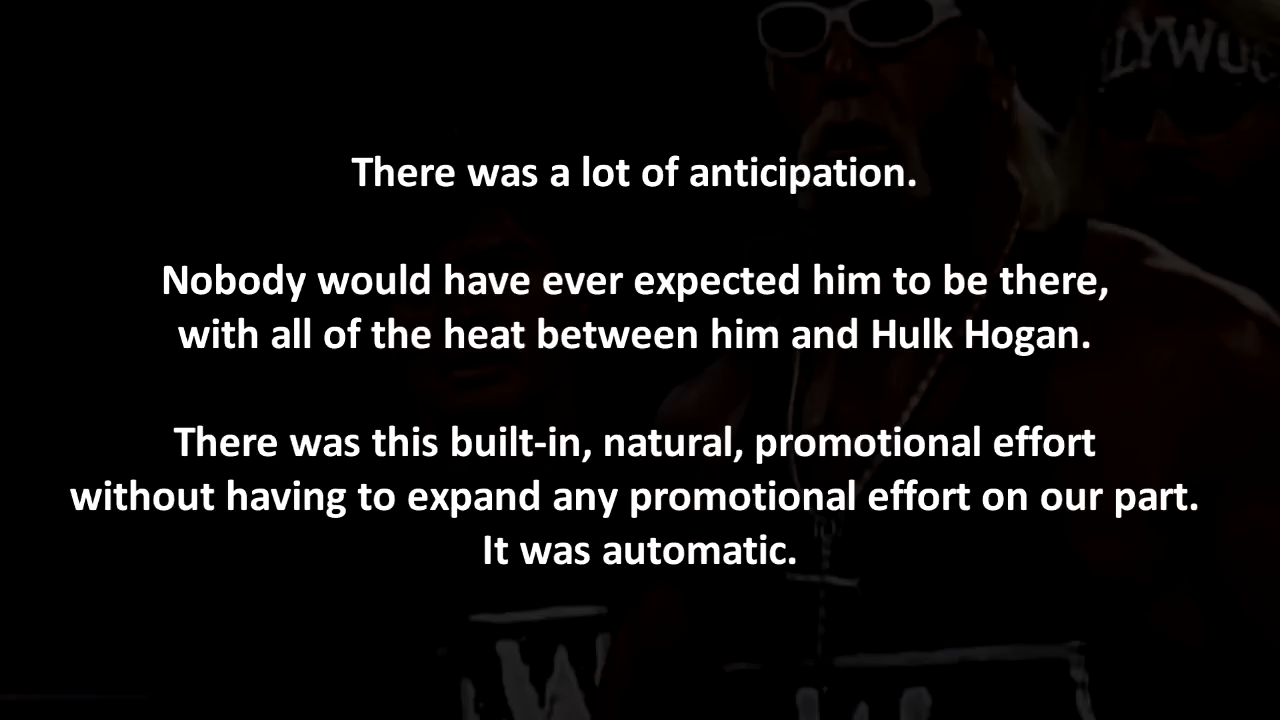 LYWOO
There was a lot of anticipation.
Nobody would have ever expected him to be there,
with all of the heat between him and Hulk Hogan.
There was this built-in, natural, promotional effort
without having to expand any promotional effort on our part.
It was automatic.